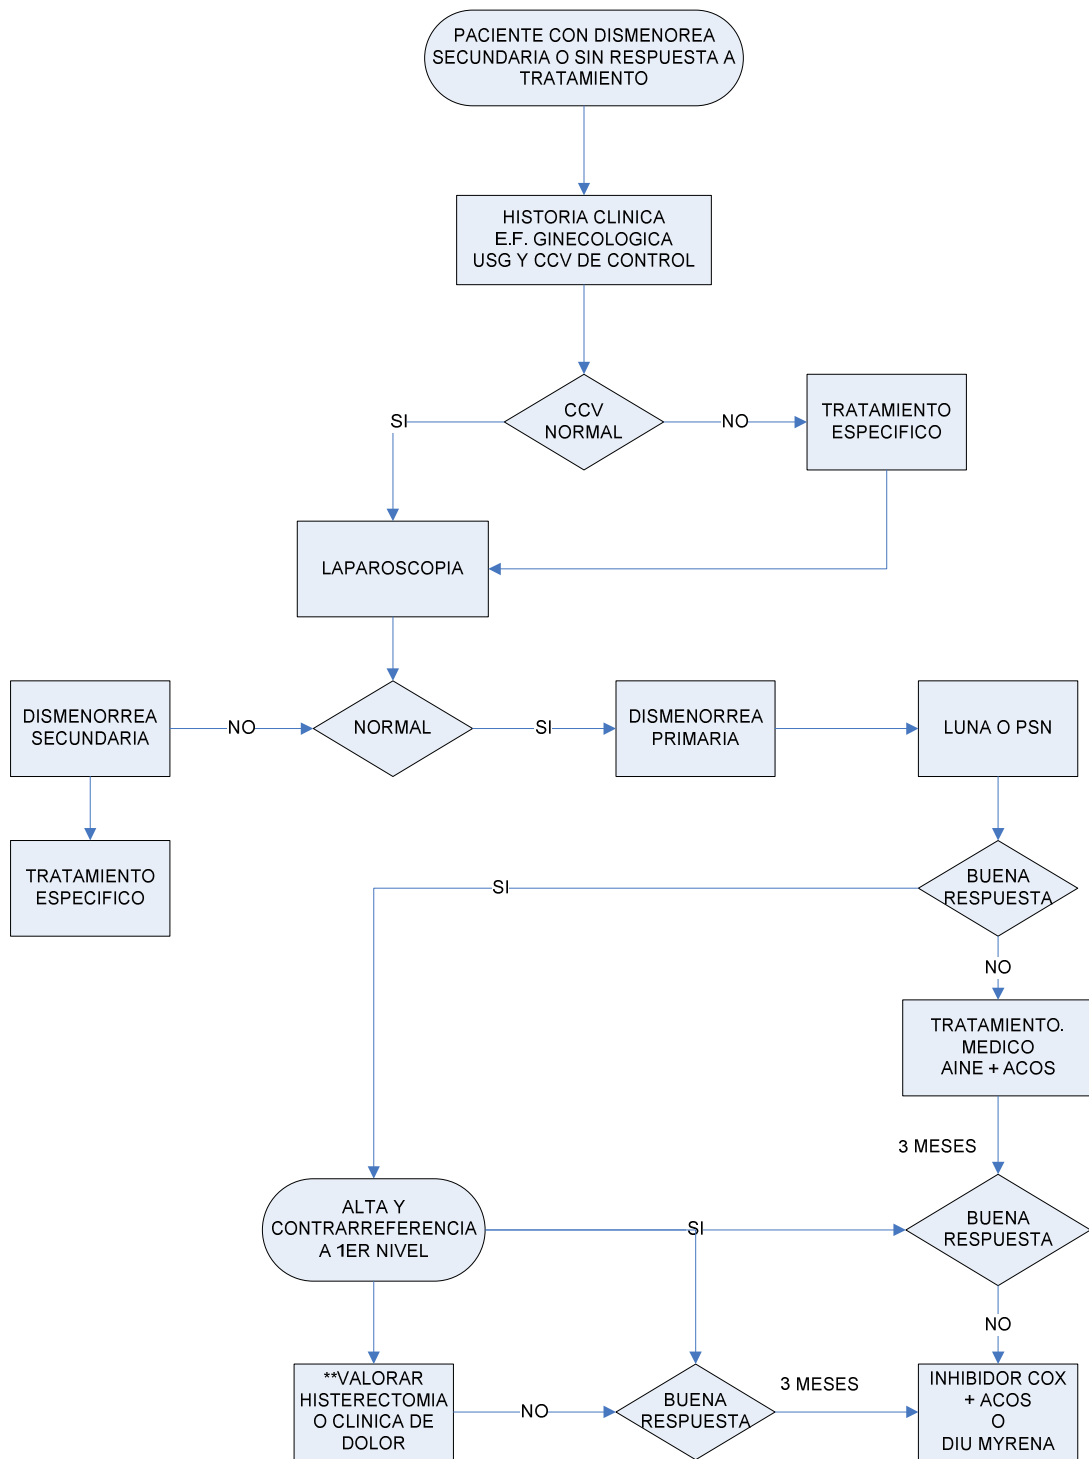 PACIENTE CON DISMENOREA
SECUNDARIA O SIN RESPUESTA A
TRATAMIENTO
HISTORIA CLINICA
E.F. GINECOLOGICA
USG Y CCV DE CONTROL
CCV
NORMAL
SI
NO
TRATAMIENTO
ESPECIFICO
LAPAROSCOPIA
DISMENORREA
SECUNDARIA
NO
NORMAL
SI
DISMENORREA
PRIMARIA
LUNA O PSN
TRATAMIENTO
ESPECIFICO
SI
BUENA
RESPUESTA
NO
TRATAMIENTO.
MEDICO
AINE + ACOS
3 MESES
ALTA Y
CONTRARREFERENCIA
A 1ER NIVEL
SI
BUENA
RESPUESTA
NO
**VALORAR
HISTERECTOMIA
O CLINICA DE
DOLOR
NO
BUENA
RESPUESTA
3 MESES
INHIBIDOR COX
+ ACOS
O
DIU MYRENA